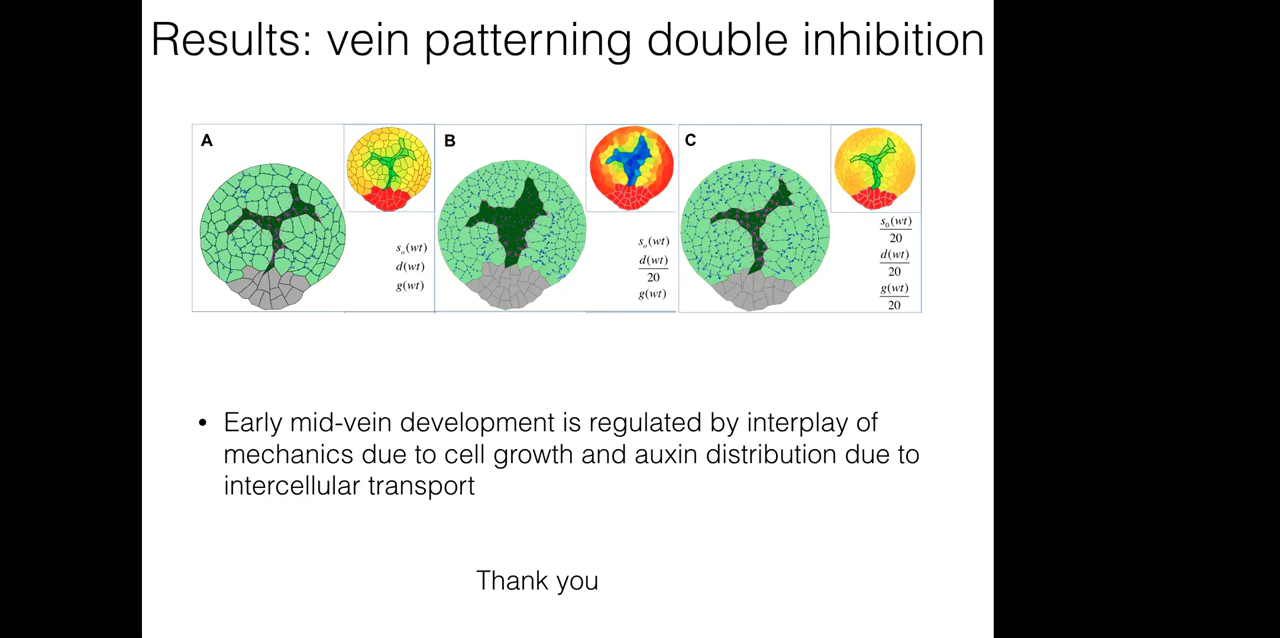 Results: vein patterning double inhibition
A
sₒ(wt)
d(wt)
g(wt)
B
sₒ(wt)
d(wt)
20
g(wt)
C
s₀(wt)
20
d(wt)
20
g(wt)
20
• Early mid-vein development is regulated by interplay of
mechanics due to cell growth and auxin distribution due to
intercellular transport
Thank you